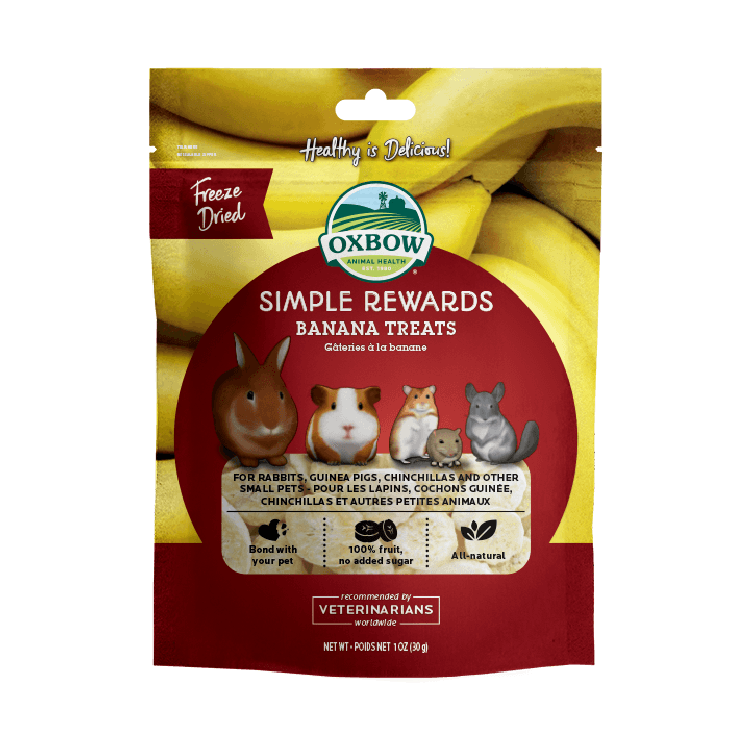 Healthy is Delicious!
Freeze
Dried
OXBOW
ANIMAL HEALTH
EST. 1980
®
SIMPLE REWARDS
BANANA TREATS
Gâteries à la banane
FOR RABBITS, GUINEA PIGS, CHINCHILLAS AND OTHER
SMALL PETS - POUR LES LAPINS, COCHONS GUINÉE,
CHINCHILLAS ET AUTRES PETITES ANIMAUX
Bond with
your pet
100% fruit,
no added sugar
All-natural
recommended by
VETERINARIANS
worldwide
NET WT • POIDS NET 1 OZ (30 g)